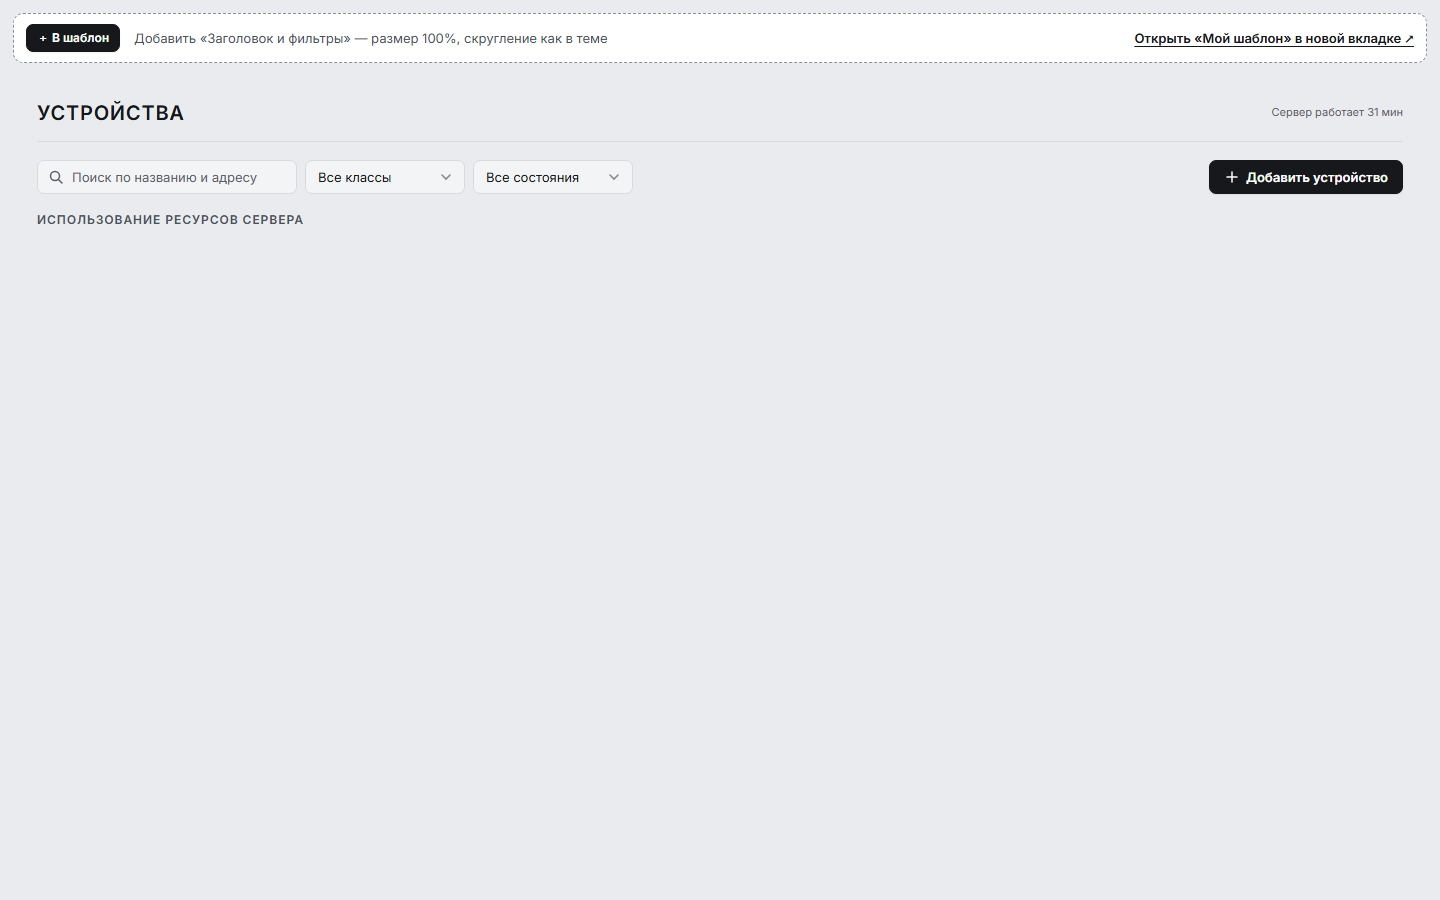 + В шаблон Добавить «Заголовок и фильтры» — размер 100%, скругление как в теме Открыть «Мой шаблон» в новой вкладке ↗
УСТРОЙСТВА Сервер работает 31 мин
Поиск по названию и адресу Все классы Все состояния + Добавить устройство
ИСПОЛЬЗОВАНИЕ РЕСУРСОВ СЕРВЕРА